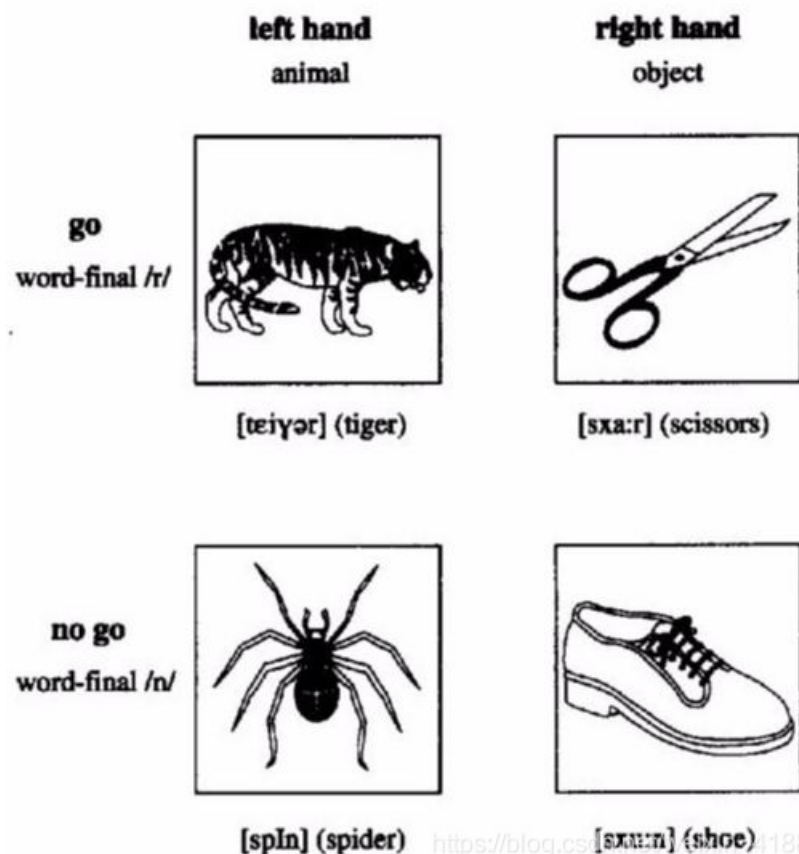 left hand
animal
right hand
object
go
word-final /r/
[tɛiɣər] (tiger)
[sxa:r] (scissors)
no go
word-final /n/
[spIn] (spider)
(shoe)
https://blog.cs